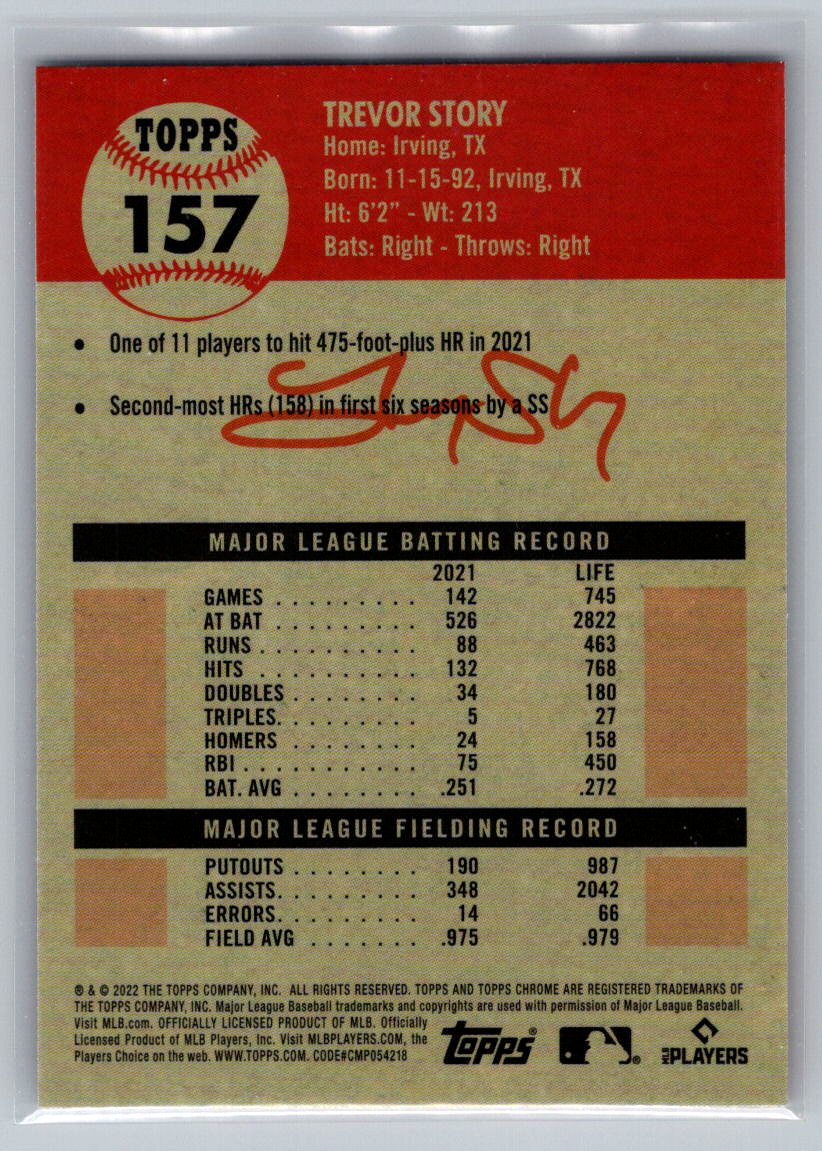 TOPPS
157
TREVOR STORY
Home: Irving, TX
Born: 11-15-92, Irving, TX
Ht: 6'2" - Wt: 213
Bats: Right - Throws: Right
• One of 11 players to hit 475-foot-plus HR in 2021
• Second-most HRs (158) in first six seasons by a SS
MAJOR LEAGUE BATTING RECORD
2021 LIFE
GAMES . . . . . . . . . 142 745
AT BAT . . . . . . . . . 526 2822
RUNS . . . . . . . . . . 88 463
HITS . . . . . . . . . . 132 768
DOUBLES . . . . . . . . 34 180
TRIPLES. . . . . . . . . 5 27
HOMERS . . . . . . . . 24 158
RBI . . . . . . . . . . . 75 450
BAT. AVG . . . . . . . . .251 .272
MAJOR LEAGUE FIELDING RECORD
PUTOUTS . . . . . . . . 190 987
ASSISTS. . . . . . . . . 348 2042
ERRORS. . . . . . . . . 14 66
FIELD AVG . . . . . . . .975 .979
® & © 2022 THE TOPPS COMPANY, INC. ALL RIGHTS RESERVED. TOPPS AND TOPPS CHROME ARE REGISTERED TRADEMARKS OF
THE TOPPS COMPANY, INC. Major League Baseball trademarks and copyrights are used with permission of Major League Baseball.
Visit MLB.com. OFFICIALLY LICENSED PRODUCT OF MLB. Officially
Licensed Product of MLB Players, Inc. Visit MLBPLAYERS.COM, the
Players Choice on the web. WWW.TOPPS.COM. CODE#CMP054218
Topps® ® MLB PLAYERS